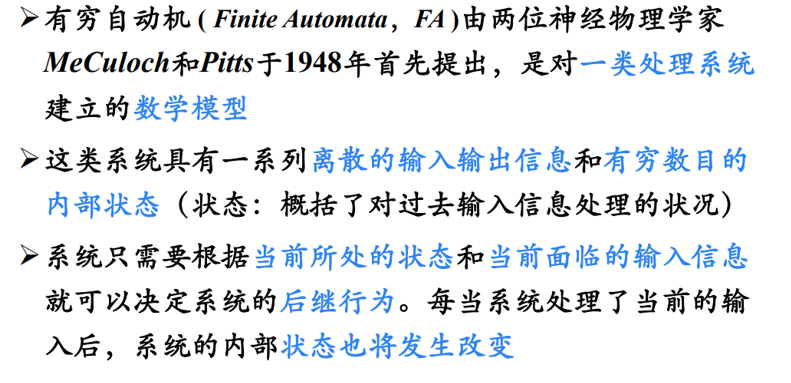 ➢有穷自动机 ( Finite Automata，FA )由两位神经物理学家
MeCuloch和Pitts于1948年首先提出，是对一类处理系统
建立的数学模型
➢这类系统具有一系列离散的输入输出信息和有穷数目的
内部状态（状态：概括了对过去输入信息处理的状况）
➢系统只需要根据当前所处的状态和当前面临的输入信息
就可以决定系统的后继行为。每当系统处理了当前的输
入后，系统的内部状态也将发生改变